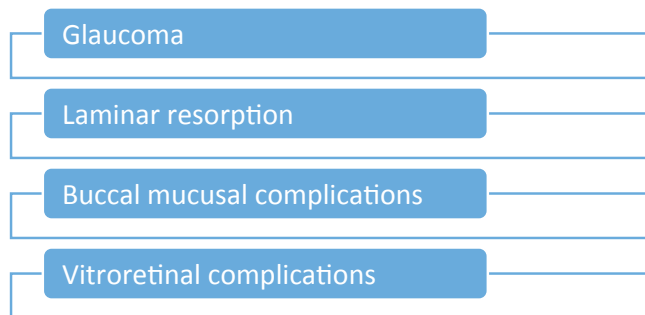 Glaucoma
Laminar resorption
Buccal mucusal complications
Vitroretinal complications